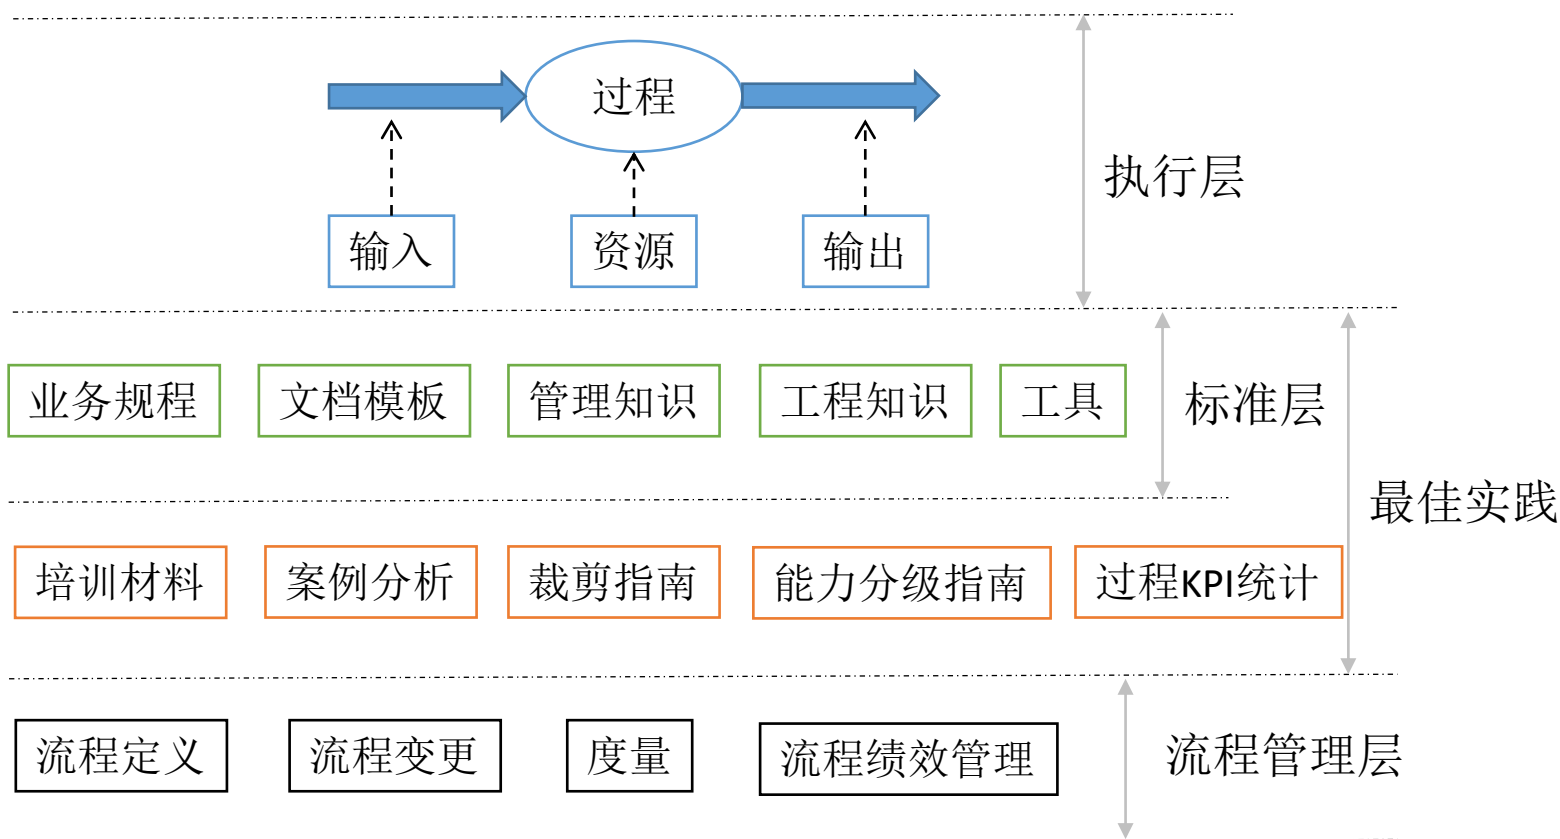 过程
执行层
输入
资源
输出
业务规程
文档模板
管理知识
工程知识
工具
标准层
最佳实践
培训材料
案例分析
裁剪指南
能力分级指南
过程KPI统计
流程定义
流程变更
度量
流程绩效管理
流程管理层